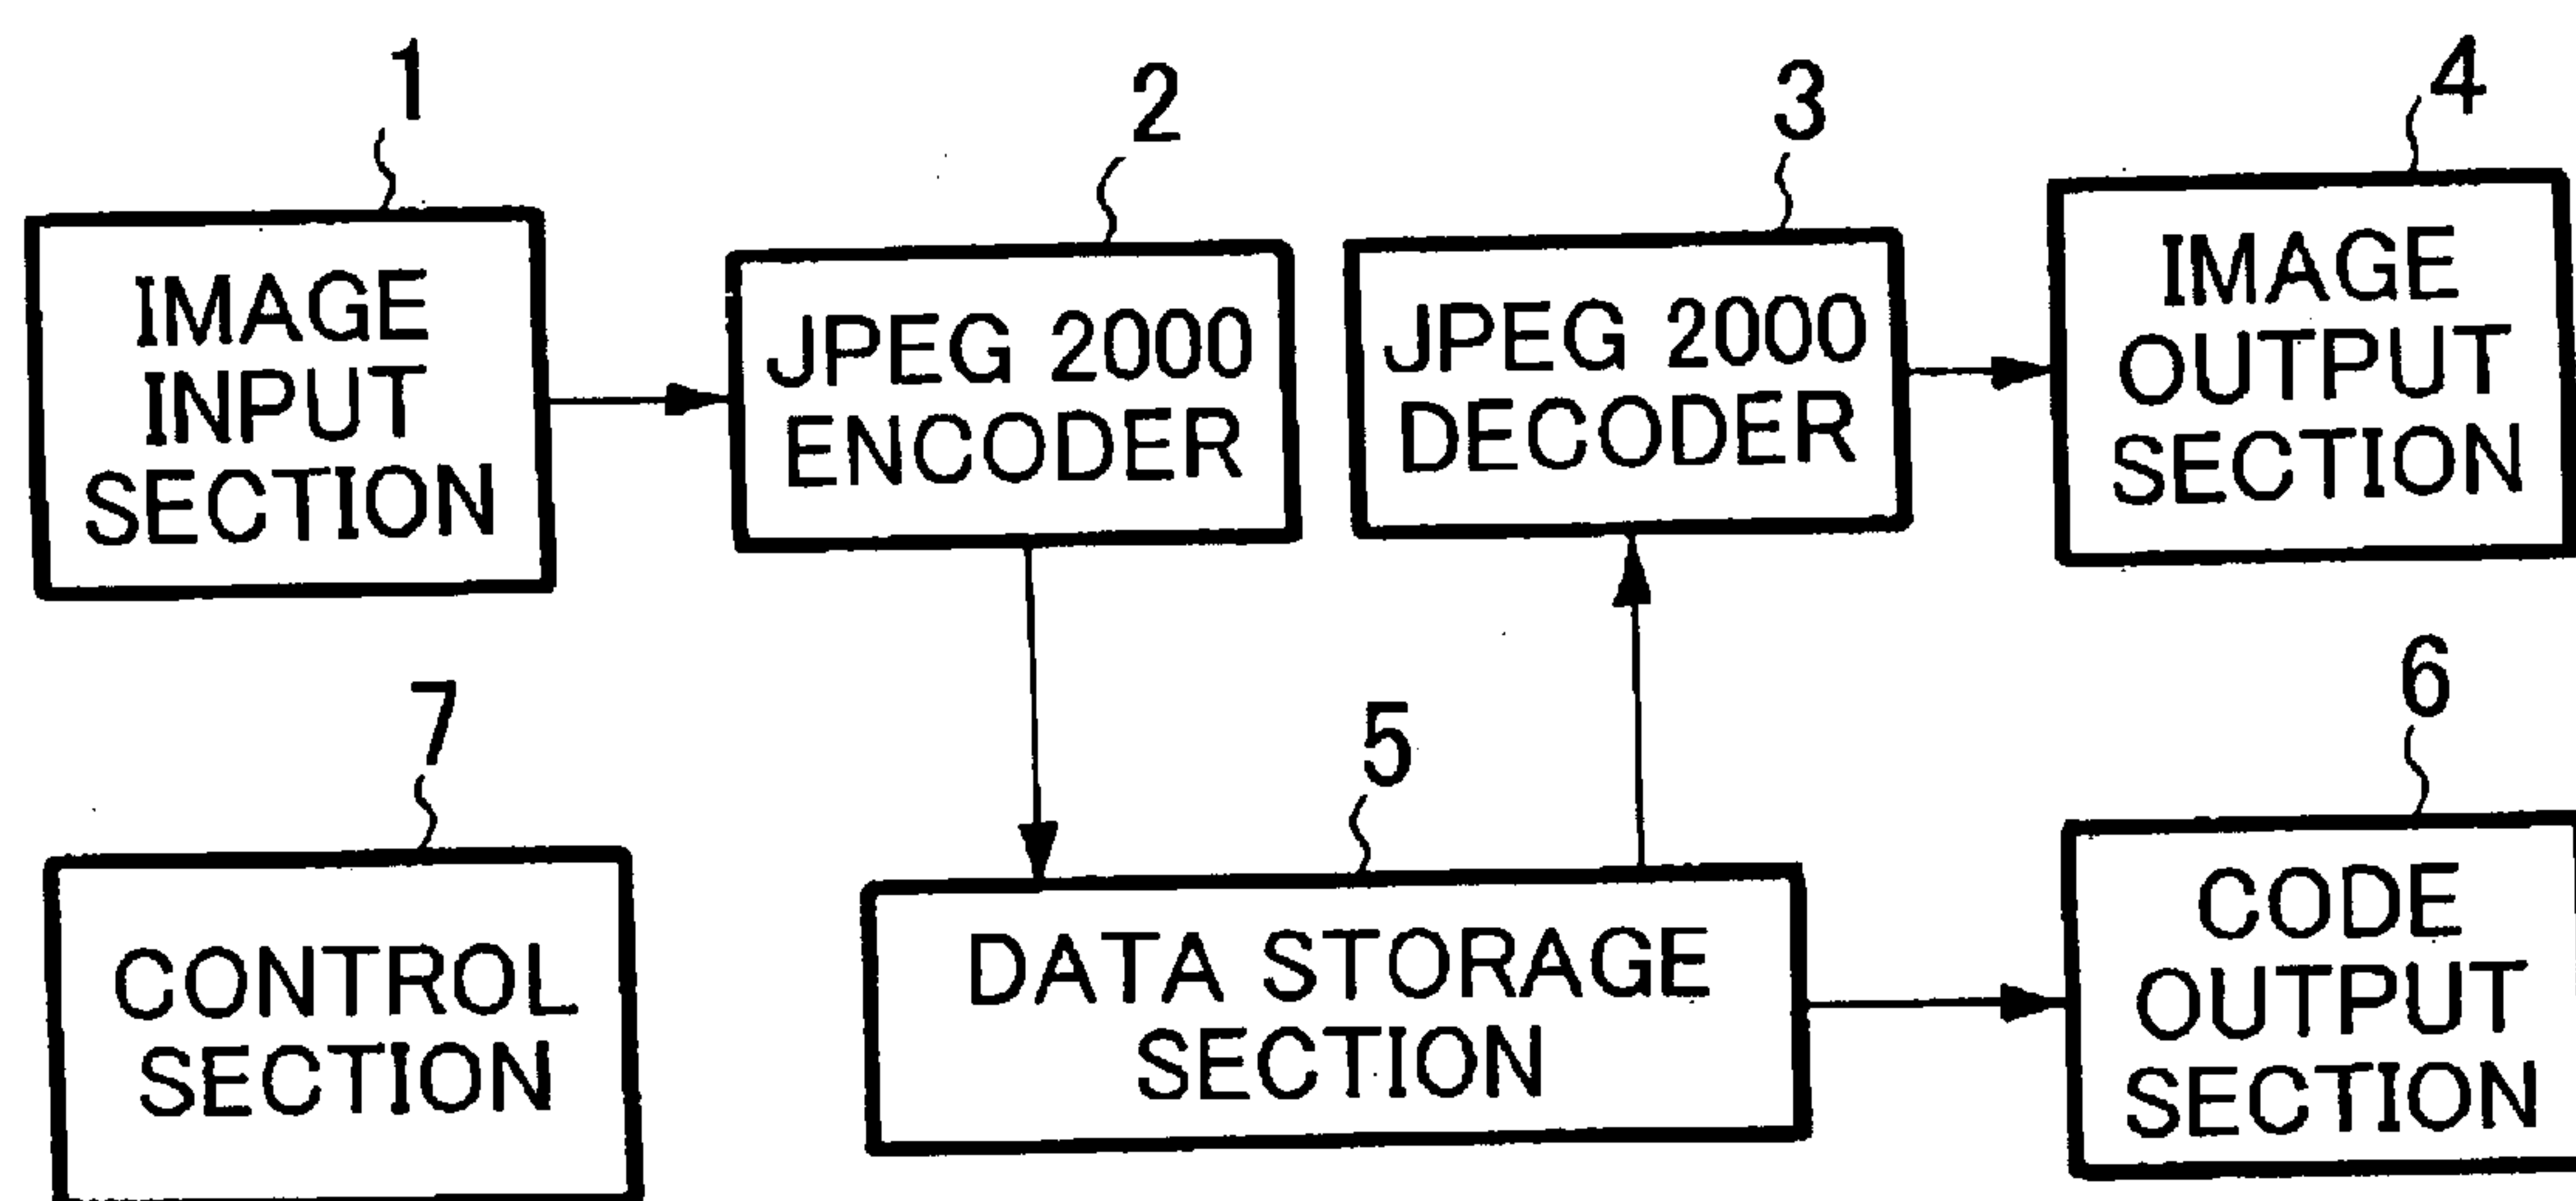 1
IMAGE
INPUT
SECTION
2
JPEG 2000
ENCODER
3
JPEG 2000
DECODER
4
IMAGE
OUTPUT
SECTION
7
CONTROL
SECTION
5
DATA STORAGE
SECTION
6
CODE
OUTPUT
SECTION